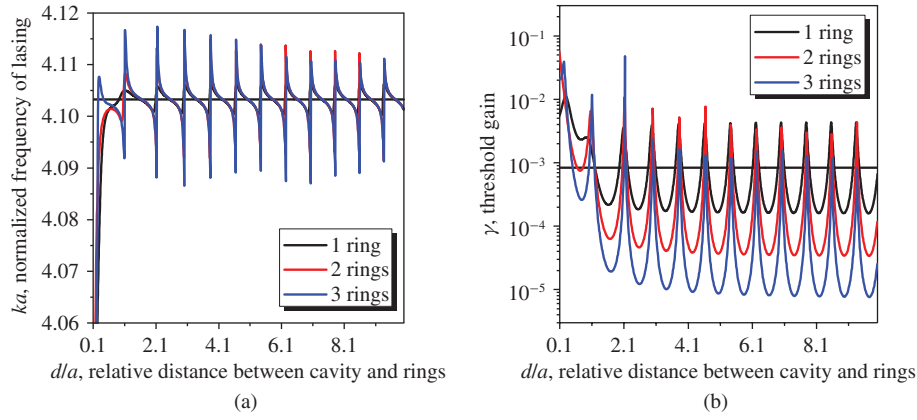 4.12
4.11
4.10
4.09
4.08
4.07
4.06
ka, normalized frequency of lasing
1 ring
2 rings
3 rings
0.1 2.1 4.1 6.1 8.1
d/a, relative distance between cavity and rings
(a)
10⁻¹
10⁻²
10⁻³
10⁻⁴
10⁻⁵
γ, threshold gain
1 ring
2 rings
3 rings
0.1 2.1 4.1 6.1 8.1
d/a, relative distance between cavity and rings
(b)